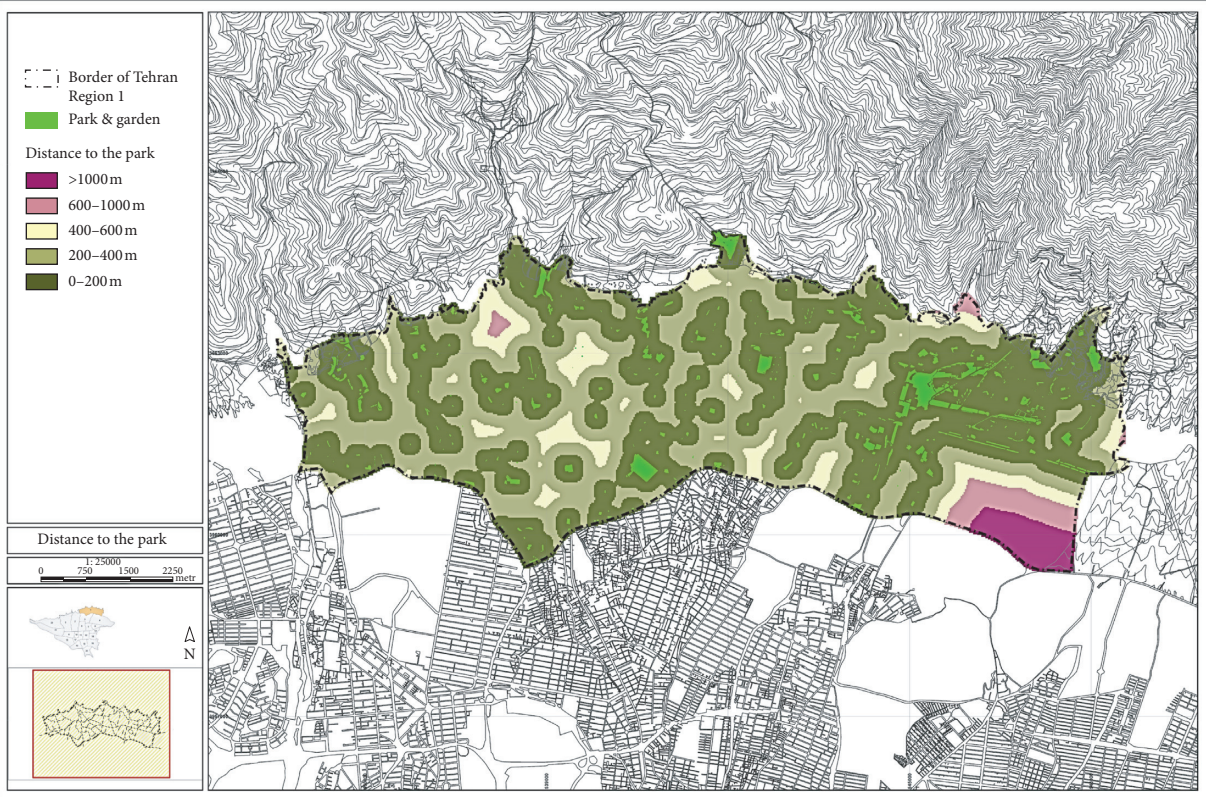 Border of Tehran
Region 1
Park & garden
Distance to the park
>1000 m
600–1000 m
400–600 m
200–400 m
0–200 m
Distance to the park
1: 25000
0 750 1500 2250
metr
N